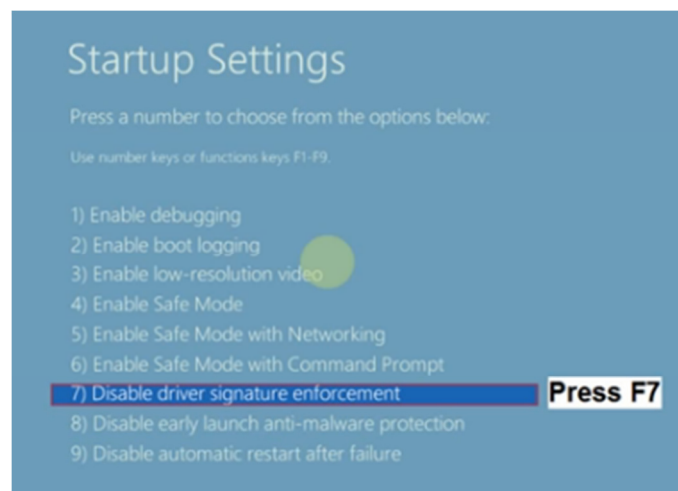 Startup Settings
Press a number to choose from the options below:
Use number keys or functions keys F1-F9.
1) Enable debugging
2) Enable boot logging
3) Enable low-resolution video
4) Enable Safe Mode
5) Enable Safe Mode with Networking
6) Enable Safe Mode with Command Prompt
7) Disable driver signature enforcement Press F7
8) Disable early launch anti-malware protection
9) Disable automatic restart after failure